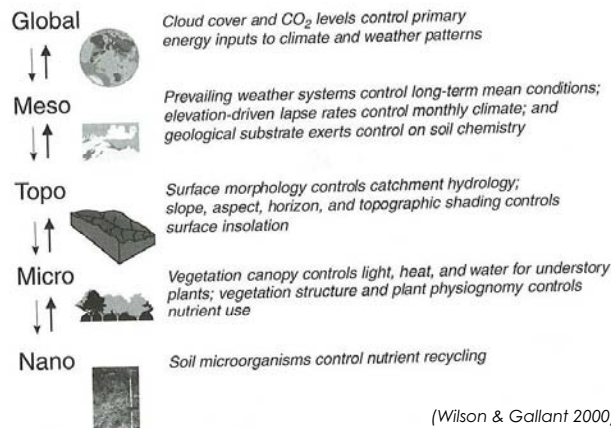 Global
Cloud cover and CO₂ levels control primary
energy inputs to climate and weather patterns
Meso
Prevailing weather systems control long-term mean conditions;
elevation-driven lapse rates control monthly climate; and
geological substrate exerts control on soil chemistry
Topo
Surface morphology controls catchment hydrology;
slope, aspect, horizon, and topographic shading controls
surface insolation
Micro
Vegetation canopy controls light, heat, and water for understory
plants; vegetation structure and plant physiognomy controls
nutrient use
Nano
Soil microorganisms control nutrient recycling
(Wilson & Gallant 2000)